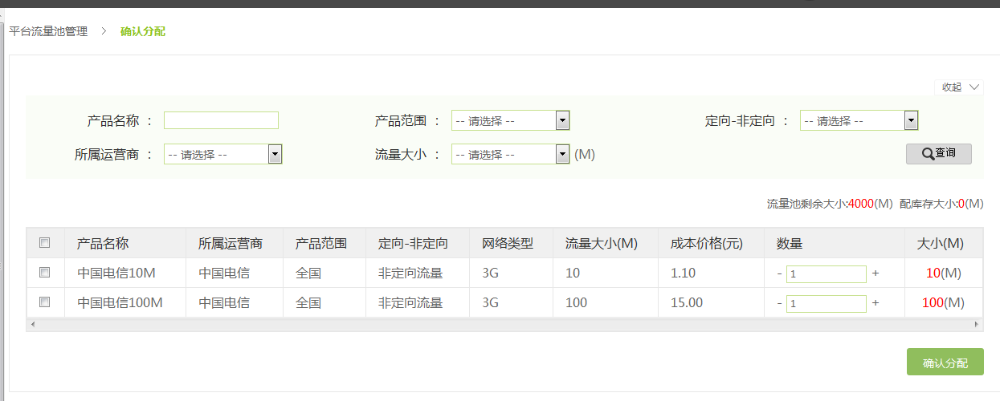 平台流量池管理 > 确认分配
收起
产品名称 : 产品范围 : -- 请选择 -- 定向-非定向 : -- 请选择 --
所属运营商 : -- 请选择 -- 流量大小 : -- 请选择 -- (M) 查询
流量池剩余大小:4000(M) 配库存大小:0(M)
产品名称 所属运营商 产品范围 定向-非定向 网络类型 流量大小(M) 成本价格(元) 数量 大小(M)
中国电信10M 中国电信 全国 非定向流量 3G 10 1.10 - 1 + 10(M)
中国电信100M 中国电信 全国 非定向流量 3G 100 15.00 - 1 + 100(M)
确认分配